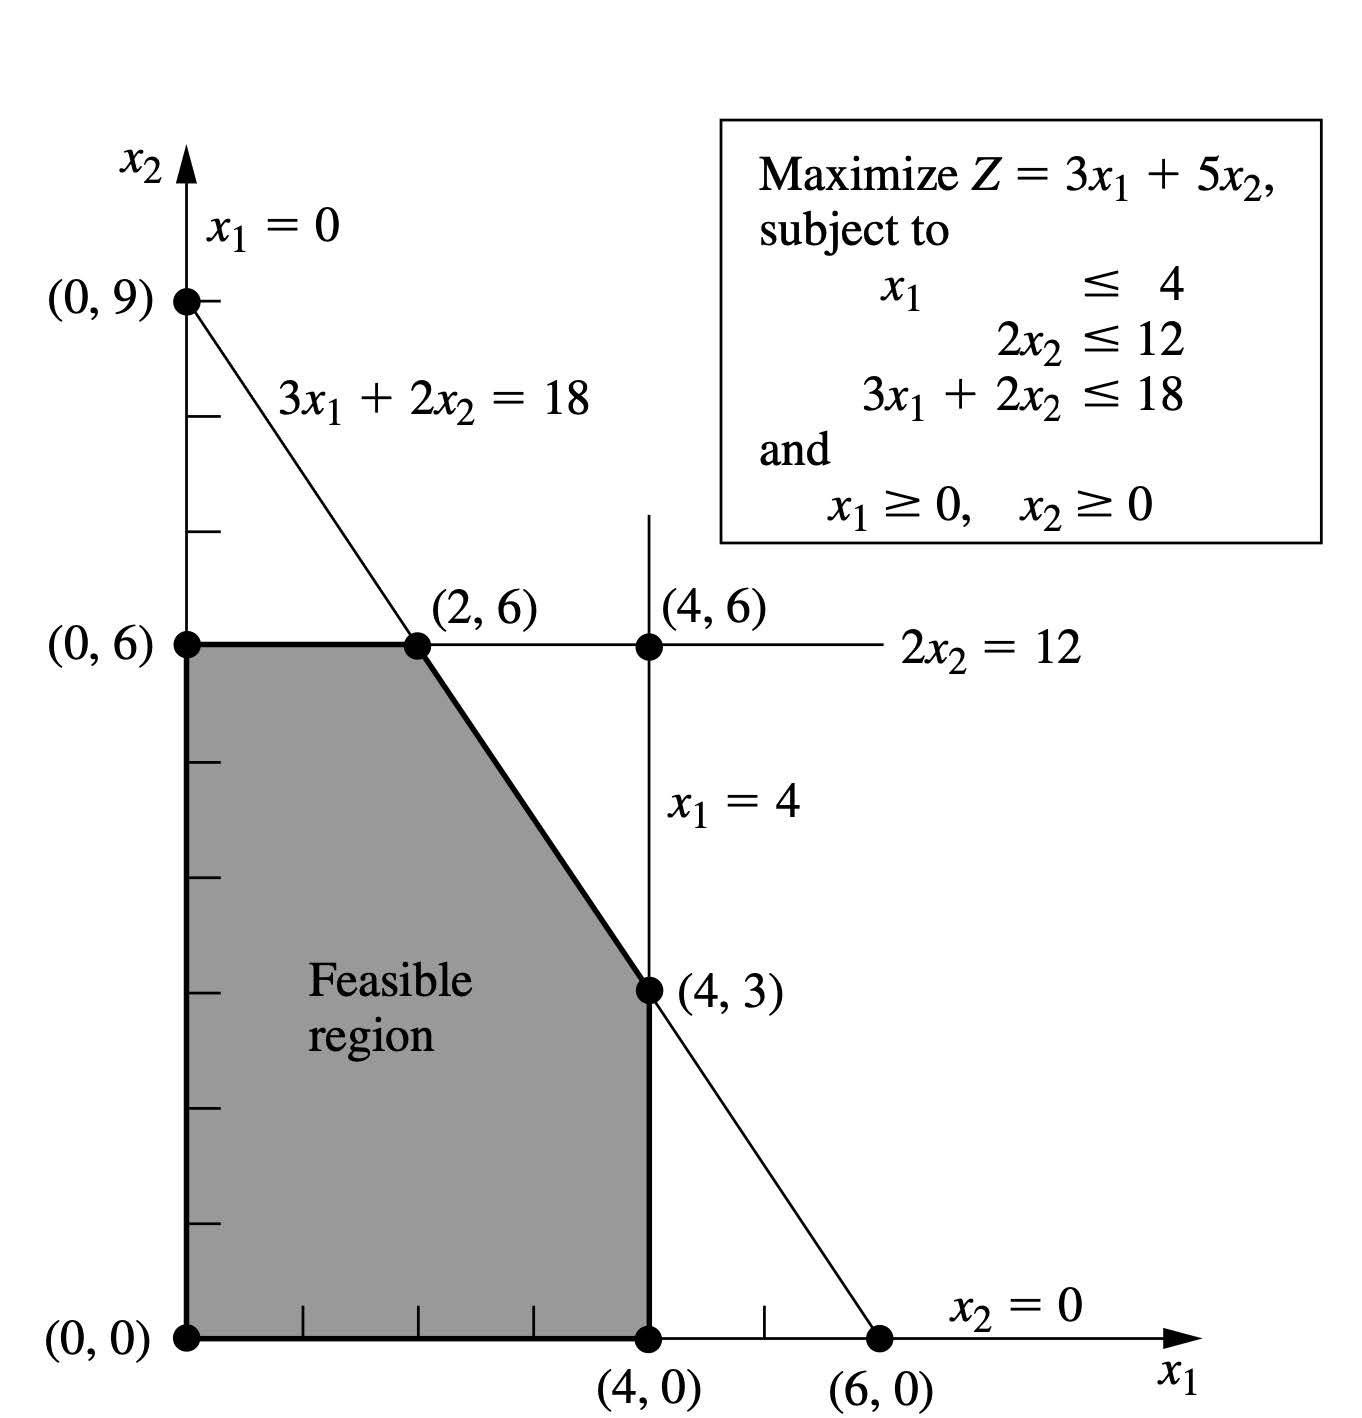 Maximize Z = 3x₁ + 5x₂,
subject to
x₁ ≤ 4
2x₂ ≤ 12
3x₁ + 2x₂ ≤ 18
and
x₁ ≥ 0, x₂ ≥ 0
x₂
x₁ = 0
(0, 9)
3x₁ + 2x₂ = 18
(2, 6)
(4, 6)
(0, 6)
2x₂ = 12
x₁ = 4
Feasible
region
(4, 3)
x₂ = 0
(0, 0)
x₁
(4, 0)
(6, 0)